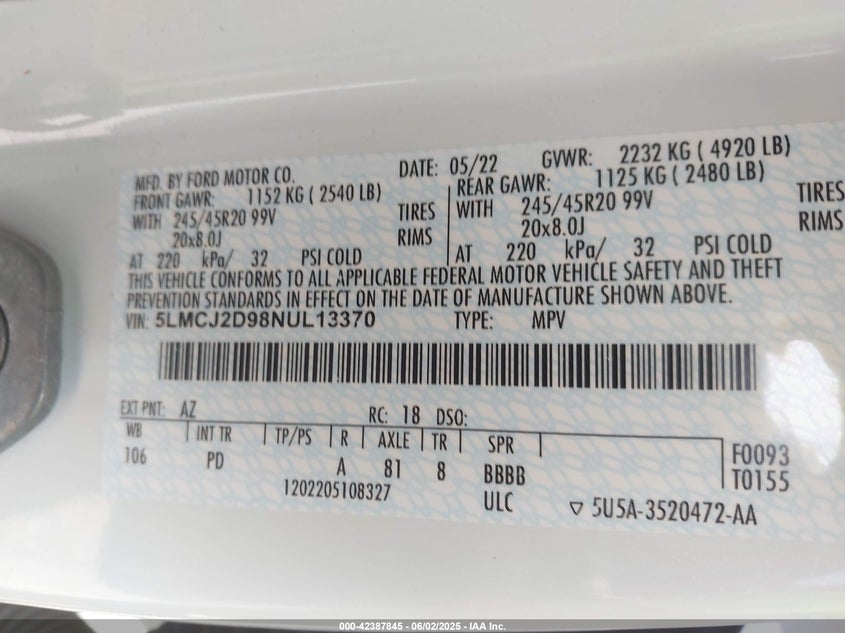 MFD. BY FORD MOTOR CO. DATE: 05/22 GVWR: 2232 KG ( 4920 LB)
FRONT GAWR: 1152 KG ( 2540 LB) REAR GAWR: 1125 KG ( 2480 LB)
WITH 245/45R20 99V TIRES WITH 245/45R20 99V TIRES
20x8.0J RIMS 20x8.0J RIMS
AT 220 kPa/ 32 PSI COLD AT 220 kPa/ 32 PSI COLD
THIS VEHICLE CONFORMS TO ALL APPLICABLE FEDERAL MOTOR VEHICLE SAFETY AND THEFT
PREVENTION STANDARDS IN EFFECT ON THE DATE OF MANUFACTURE SHOWN ABOVE.
VIN: 5LMCJ2D98NUL13370 TYPE: MPV
EXT PNT: AZ RC: 18 DSO:
WB INT TR TP/PS R AXLE TR SPR
106 PD A 81 8 BBBB F0093
1202205108327 ULC T0155
▽ 5U5A-3520472-AA
000-42387845 - 06/02/2025 - IAA Inc.